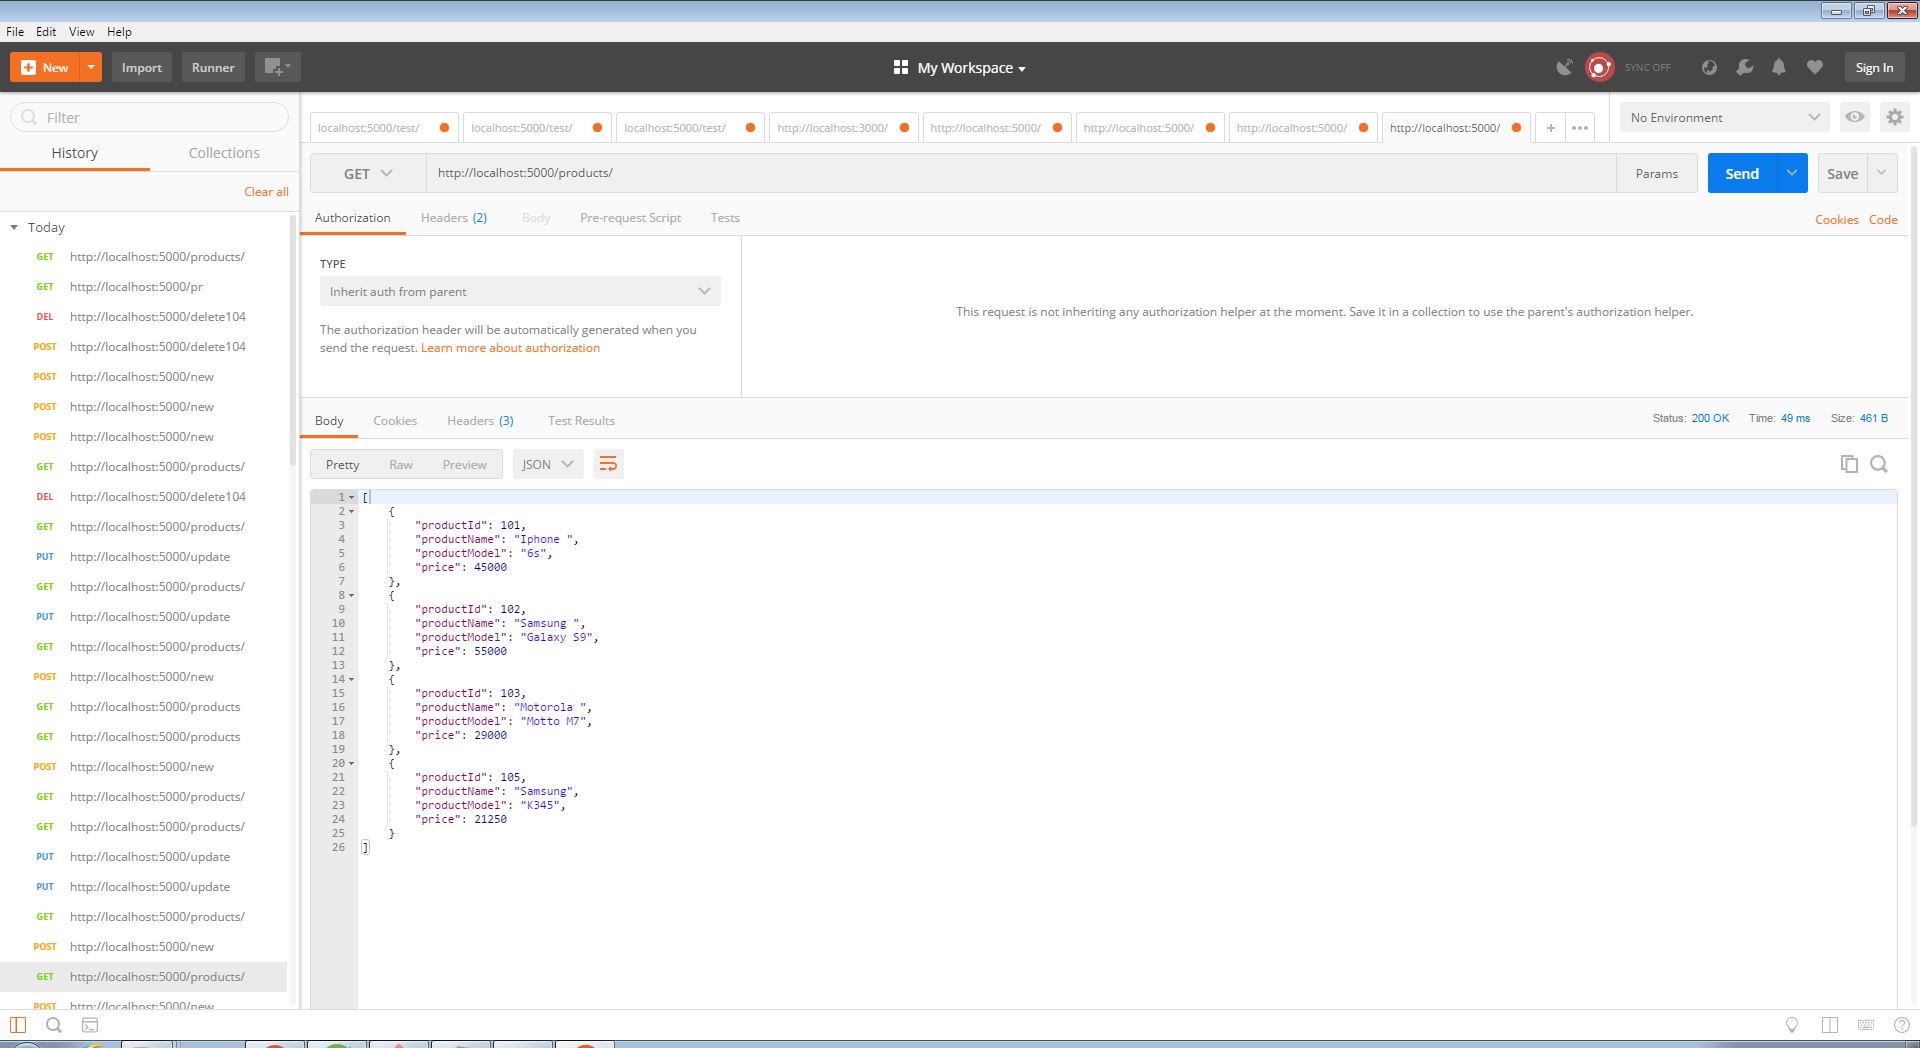 File Edit View Help
New Import Runner My Workspace SYNC OFF Sign In
Filter
History Collections
Clear all
Today
GET http://localhost:5000/products/
GET http://localhost:5000/pr
DEL http://localhost:5000/delete104
POST http://localhost:5000/delete104
POST http://localhost:5000/new
POST http://localhost:5000/new
POST http://localhost:5000/new
GET http://localhost:5000/products/
DEL http://localhost:5000/delete104
GET http://localhost:5000/products/
PUT http://localhost:5000/update
GET http://localhost:5000/products/
PUT http://localhost:5000/update
GET http://localhost:5000/products/
POST http://localhost:5000/new
GET http://localhost:5000/products
GET http://localhost:5000/products
POST http://localhost:5000/new
GET http://localhost:5000/products/
GET http://localhost:5000/products/
PUT http://localhost:5000/update
PUT http://localhost:5000/update
GET http://localhost:5000/products/
POST http://localhost:5000/new
GET http://localhost:5000/products/
POST http://localhost:5000/new
localhost:5000/test/ localhost:5000/test/ localhost:5000/test/ http://localhost:3000/ http://localhost:5000/ http://localhost:5000/ http://localhost:5000/ http://localhost:5000/ + ••• No Environment
GET http://localhost:5000/products/ Params Send Save
Authorization Headers (2) Body Pre-request Script Tests Cookies Code
TYPE
Inherit auth from parent
The authorization header will be automatically generated when you
send the request. Learn more about authorization
This request is not inheriting any authorization helper at the moment. Save it in a collection to use the parent's authorization helper.
Body Cookies Headers (3) Test Results Status: 200 OK Time: 49 ms Size: 461 B
Pretty Raw Preview JSON
1 [
2 {
3 "productId": 101,
4 "productName": "Iphone ",
5 "productModel": "6s",
6 "price": 45000
7 },
8 {
9 "productId": 102,
10 "productName": "Samsung ",
11 "productModel": "Galaxy S9",
12 "price": 55000
13 },
14 {
15 "productId": 103,
16 "productName": "Motorola ",
17 "productModel": "Motto M7",
18 "price": 29000
19 },
20 {
21 "productId": 105,
22 "productName": "Samsung",
23 "productModel": "K345",
24 "price": 21250
25 }
26 ]